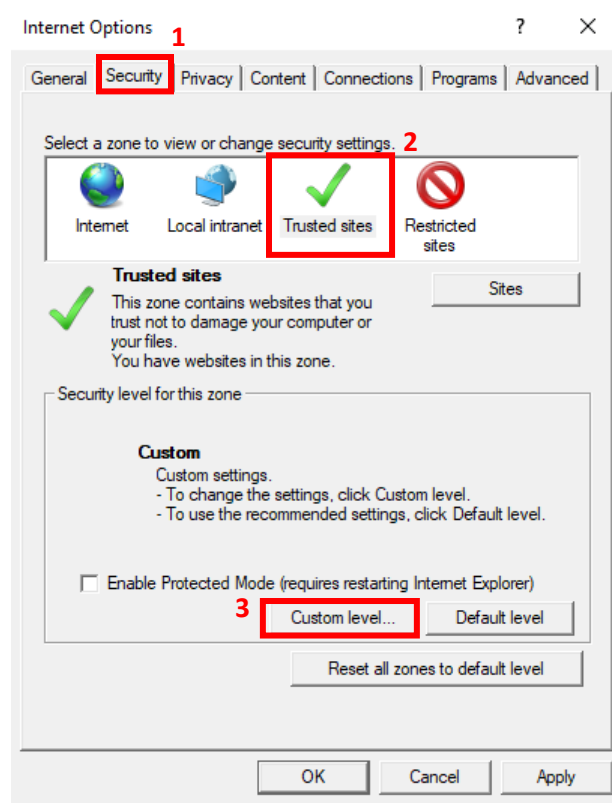 Internet Options
?
1
General Security Privacy Content Connections Programs Advanced
Select a zone to view or change security settings.
2
Internet
Local intranet
Trusted sites
Restricted
sites
Trusted sites
Sites
This zone contains websites that you
trust not to damage your computer or
your files.
You have websites in this zone.
Security level for this zone
Custom
Custom settings.
- To change the settings, click Custom level.
- To use the recommended settings, click Default level.
Enable Protected Mode (requires restarting Internet Explorer)
3
Custom level...
Default level
Reset all zones to default level
OK
Cancel
Apply